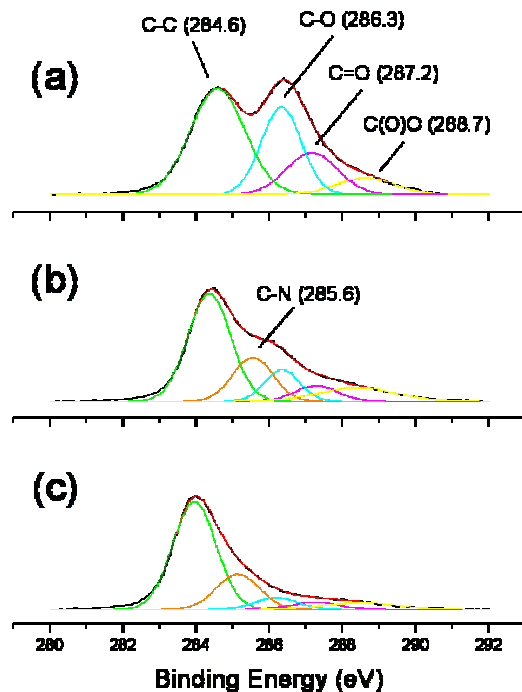 C-C (284.6)
C-O (286.3)
(a)
C=O (287.2)
C(O)O (288.7)
(b)
C-N (285.6)
(c)
280 282 284 286 288 290 292
Binding Energy (eV)